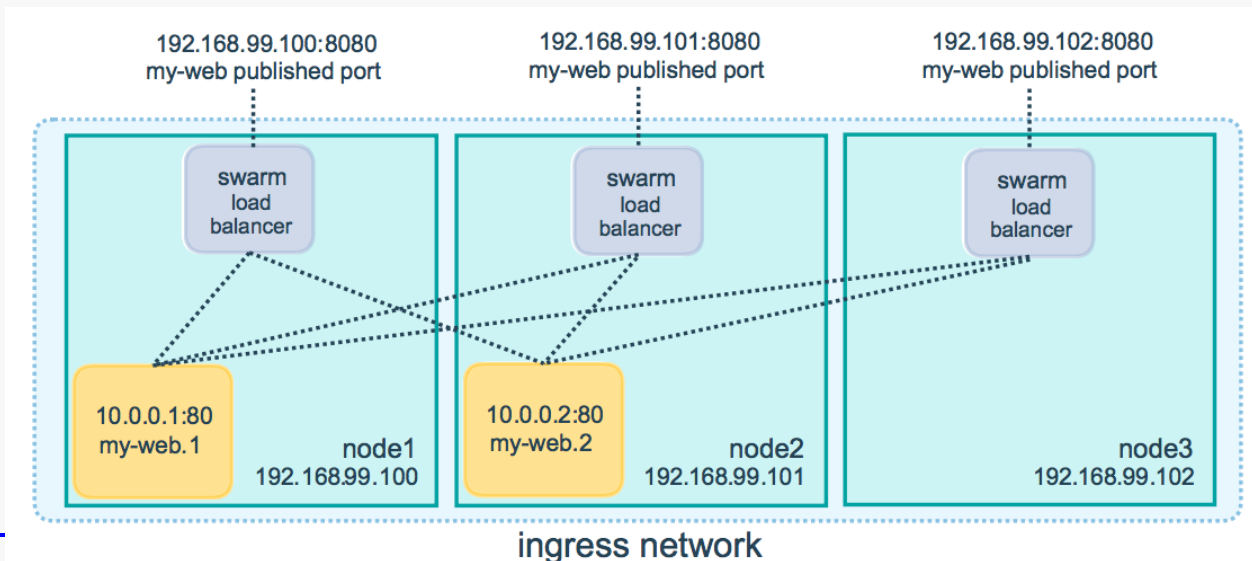 192.168.99.100:8080
my-web published port
192.168.99.101:8080
my-web published port
192.168.99.102:8080
my-web published port
swarm
load
balancer
swarm
load
balancer
swarm
load
balancer
10.0.0.1:80
my-web.1
node1
192.168.99.100
10.0.0.2:80
my-web.2
node2
192.168.99.101
node3
192.168.99.102
ingress network